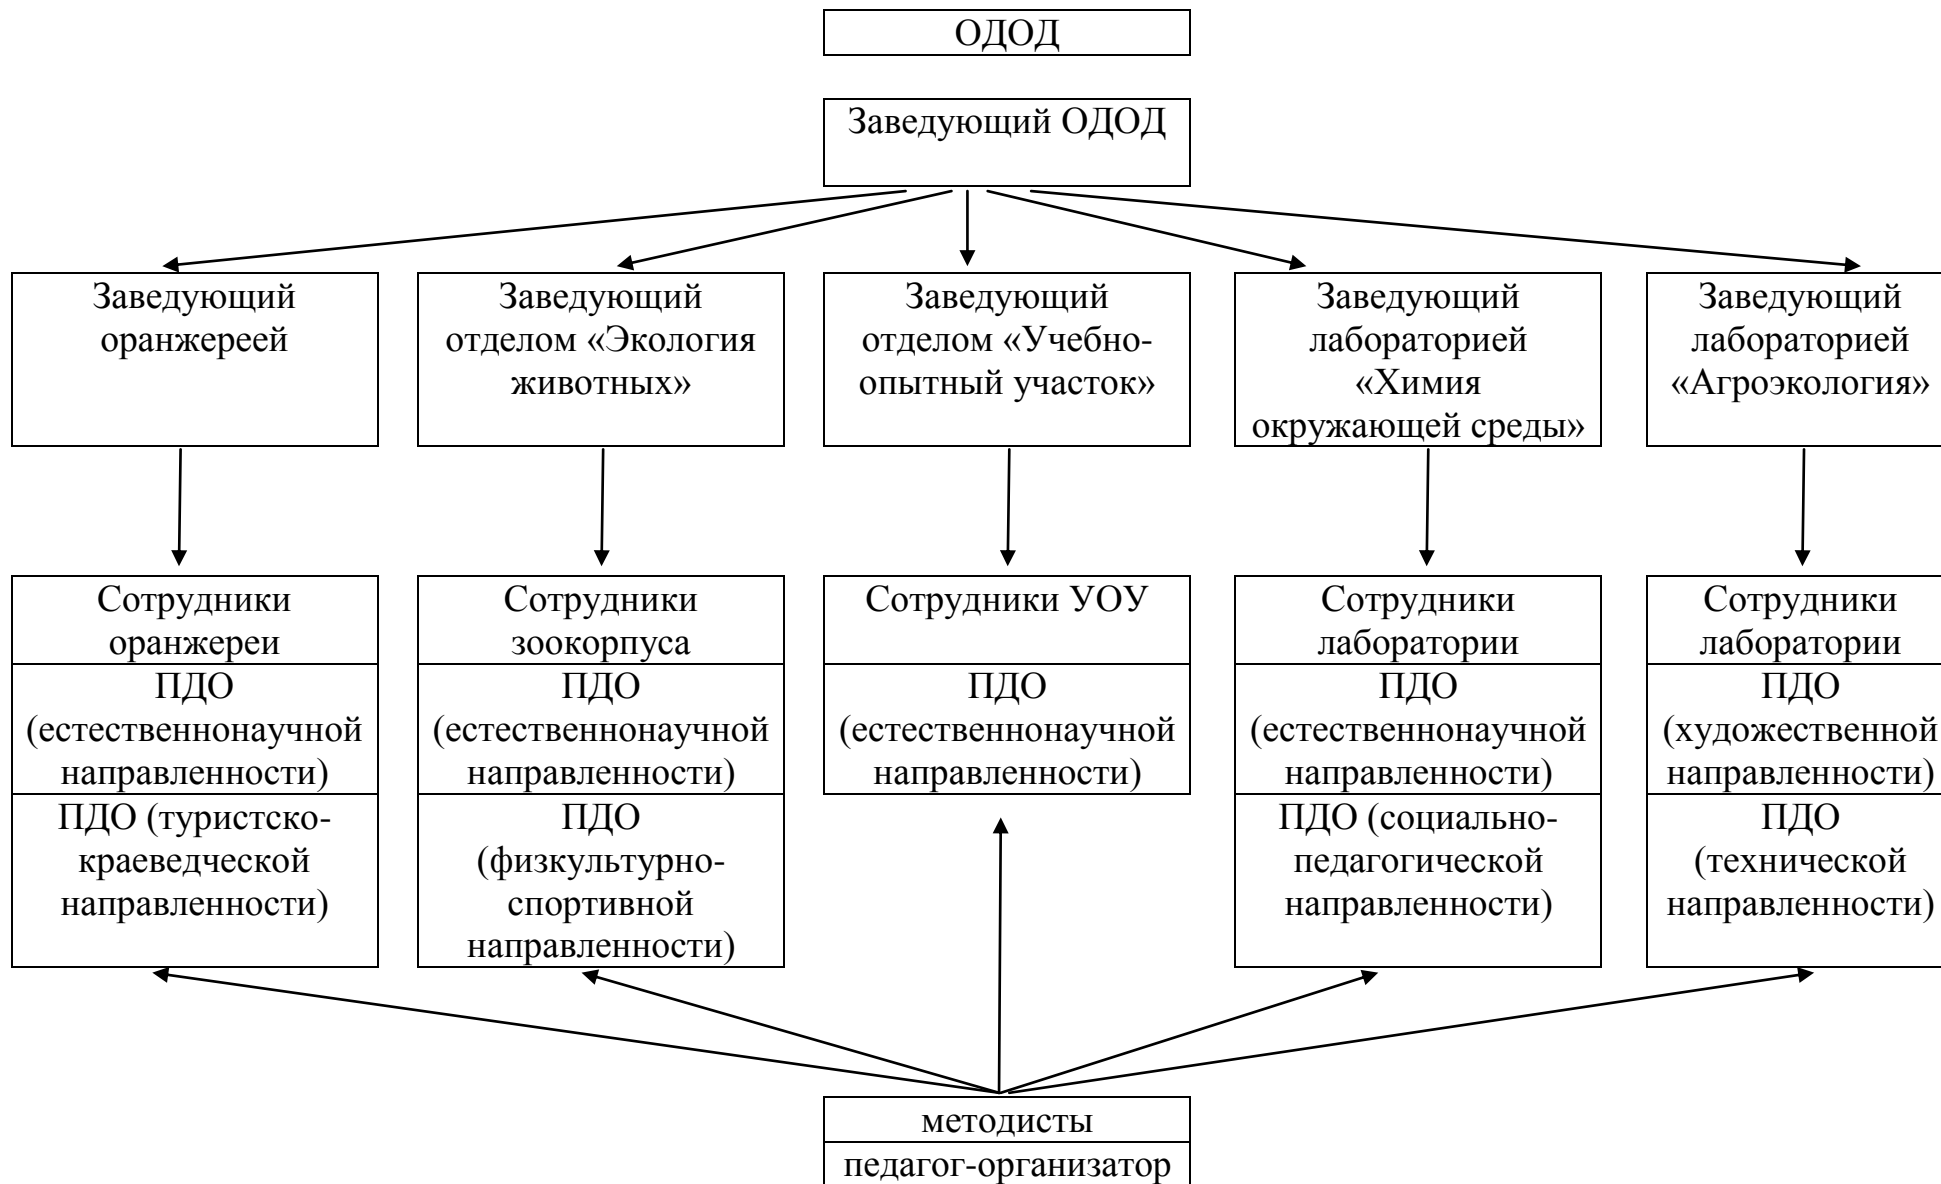 ОДОД
Заведующий ОДОД
Заведующий
оранжереей
Заведующий
отделом «Экология
животных»
Заведующий
отделом «Учебно-
опытный участок»
Заведующий
лабораторией
«Химия
окружающей среды»
Заведующий
лабораторией
«Агроэкология»
Сотрудники
оранжереи
ПДО
(естественнонаучной
направленности)
ПДО (туристско-
краеведческой
направленности)
Сотрудники
зоокорпуса
ПДО
(естественнонаучной
направленности)
ПДО
(физкультурно-
спортивной
направленности)
Сотрудники УОУ
ПДО
(естественнонаучной
направленности)
Сотрудники
лаборатории
ПДО
(естественнонаучной
направленности)
ПДО (социально-
педагогической
направленности)
Сотрудники
лаборатории
ПДО
(художественной
направленности)
ПДО
(технической
направленности)
методисты
педагог-организатор